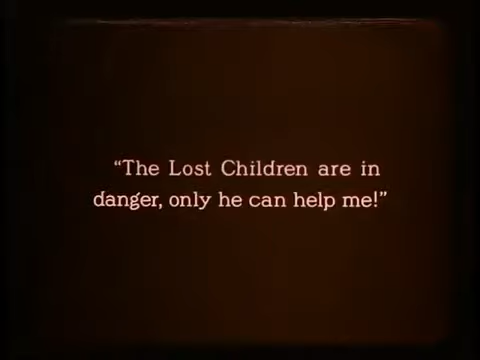 “The Lost Children are in
danger, only he can help me!”